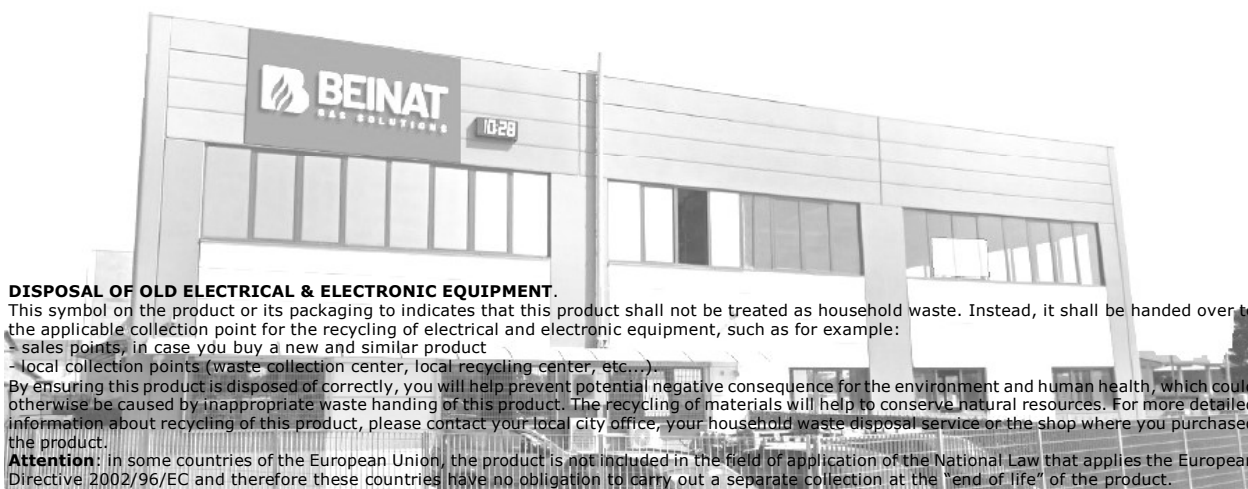 BEINAT
GAS SOLUTIONS
10:28
DISPOSAL OF OLD ELECTRICAL & ELECTRONIC EQUIPMENT.
This symbol on the product or its packaging to indicates that this product shall not be treated as household waste. Instead, it shall be handed over to
the applicable collection point for the recycling of electrical and electronic equipment, such as for example:
- sales points, in case you buy a new and similar product
- local collection points (waste collection center, local recycling center, etc...).
By ensuring this product is disposed of correctly, you will help prevent potential negative consequence for the environment and human health, which could
otherwise be caused by inappropriate waste handing of this product. The recycling of materials will help to conserve natural resources. For more detailed
information about recycling of this product, please contact your local city office, your household waste disposal service or the shop where you purchased
the product.
Attention: in some countries of the European Union, the product is not included in the field of application of the National Law that applies the European
Directive 2002/96/EC and therefore these countries have no obligation to carry out a separate collection at the “end of life” of the product.